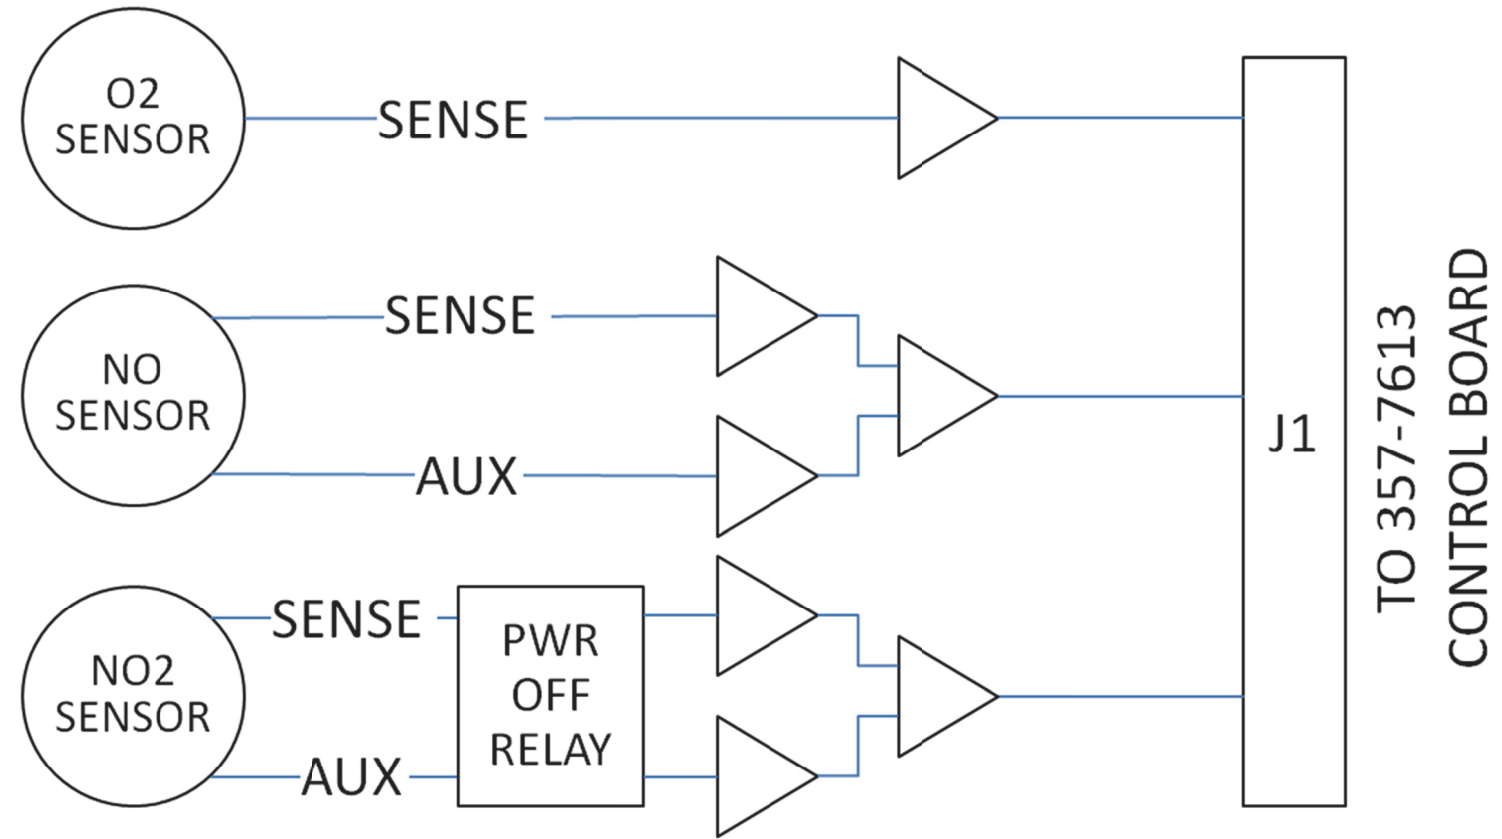 O2
SENSOR
SENSE
NO
SENSOR
SENSE
AUX
NO2
SENSOR
SENSE
AUX
PWR
OFF
RELAY
J1
TO 357-7613
CONTROL BOARD